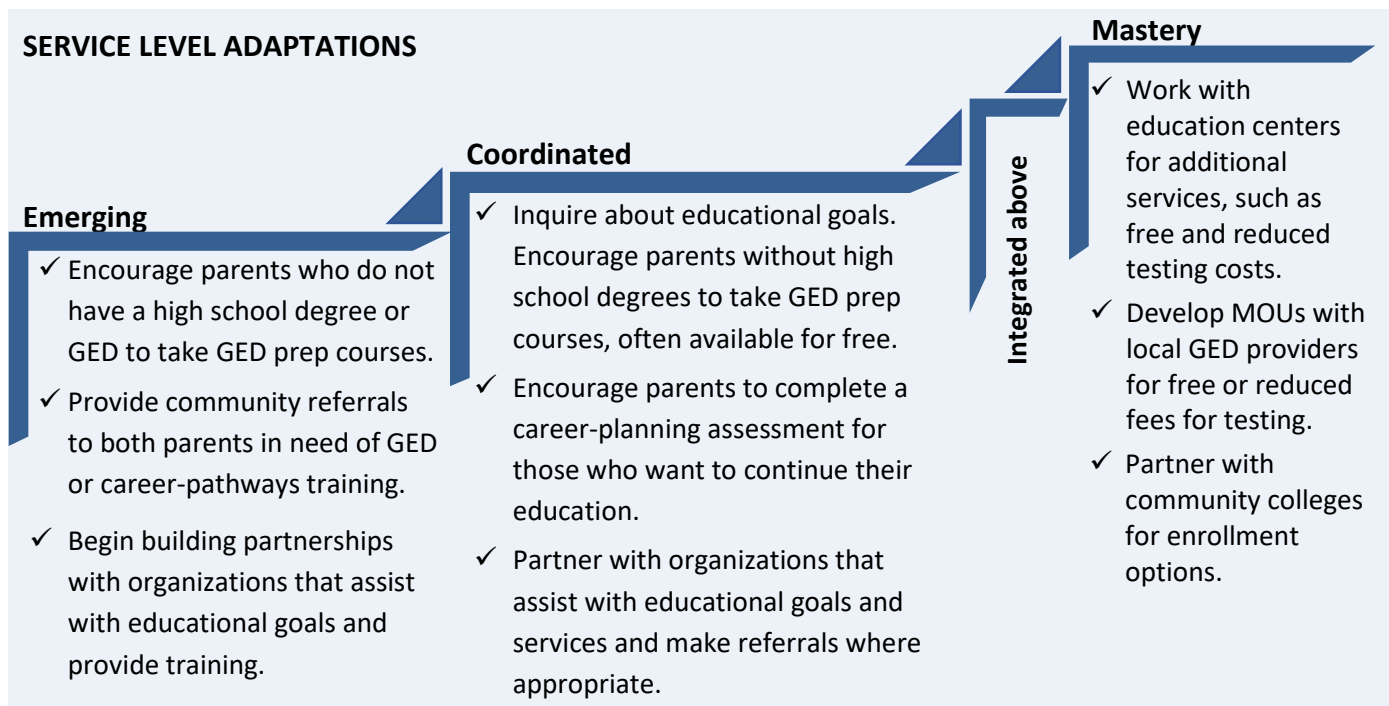 SERVICE LEVEL ADAPTATIONS
Emerging
✓ Encourage parents who do not
have a high school degree or
GED to take GED prep courses.
✓ Provide community referrals
to both parents in need of GED
or career-pathways training.
✓ Begin building partnerships
with organizations that assist
with educational goals and
provide training.
Coordinated
✓ Inquire about educational goals.
Encourage parents without high
school degrees to take GED prep
courses, often available for free.
✓ Encourage parents to complete a
career-planning assessment for
those who want to continue their
education.
✓ Partner with organizations that
assist with educational goals and
services and make referrals where
appropriate.
Integrated above
Mastery
✓ Work with
education centers
for additional
services, such as
free and reduced
testing costs.
✓ Develop MOUs with
local GED providers
for free or reduced
fees for testing.
✓ Partner with
community colleges
for enrollment
options.